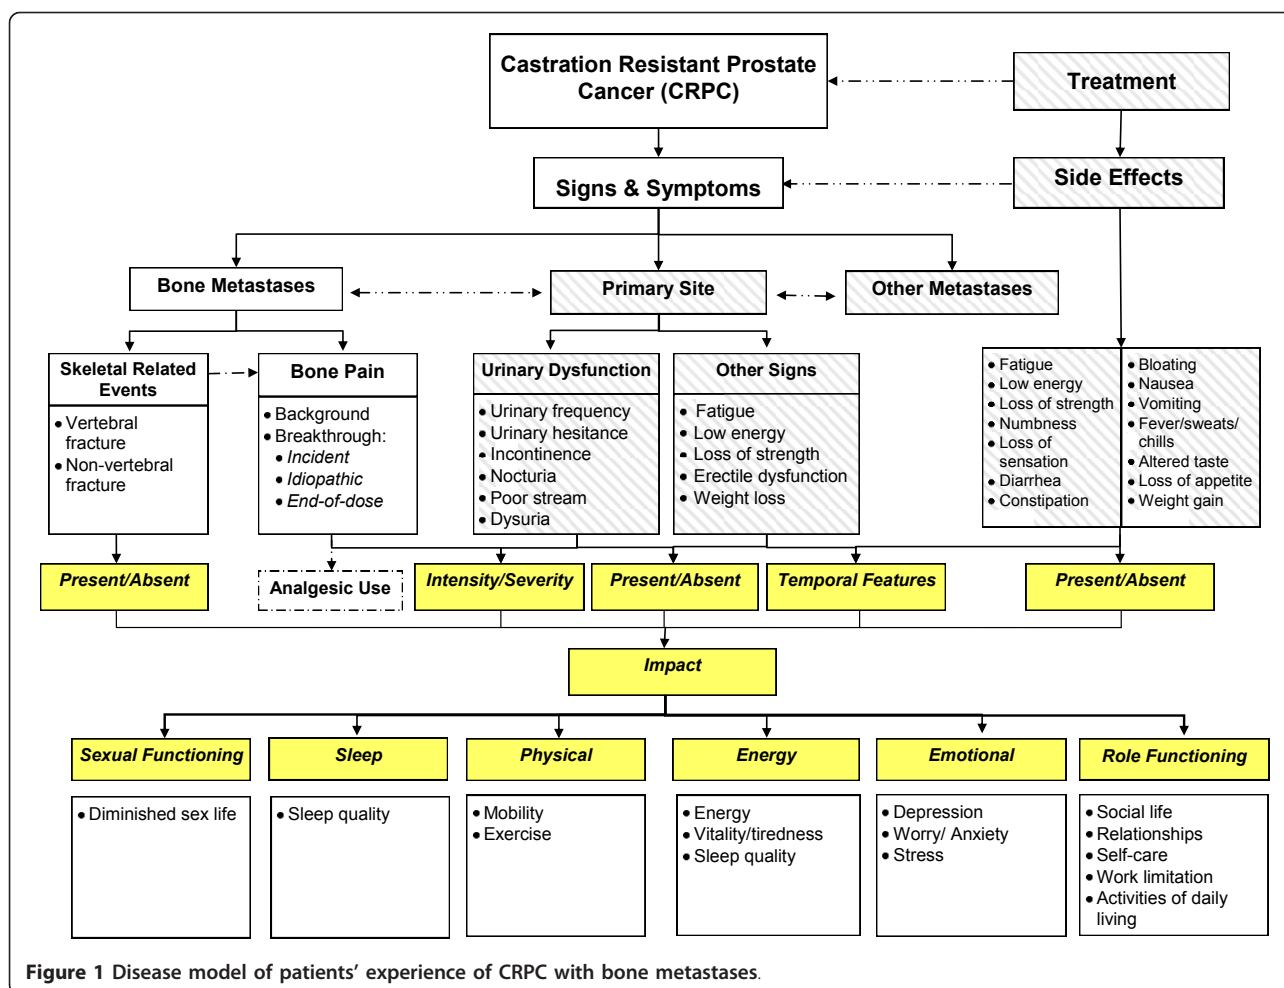 Castration Resistant Prostate
Cancer (CRPC)
Treatment
Signs & Symptoms
Side Effects
Bone Metastases
Primary Site
Other Metastases
Skeletal Related
Events
• Vertebral
fracture
• Non-vertebral
fracture
Bone Pain
• Background
• Breakthrough:
• Incident
• Idiopathic
• End-of-dose
Urinary Dysfunction
• Urinary frequency
• Urinary hesitance
• Incontinence
• Nocturia
• Poor stream
• Dysuria
Other Signs
• Fatigue
• Low energy
• Loss of strength
• Erectile dysfunction
• Weight loss
• Fatigue
• Low energy
• Loss of strength
• Numbness
• Loss of
sensation
• Diarrhea
• Constipation
• Bloating
• Nausea
• Vomiting
• Fever/sweats/
chills
• Altered taste
• Loss of appetite
• Weight gain
Present/Absent
Analgesic Use
Intensity/Severity
Present/Absent
Temporal Features
Present/Absent
Impact
Sexual Functioning
• Diminished sex life
Sleep
• Sleep quality
Physical
• Mobility
• Exercise
Energy
• Energy
• Vitality/tiredness
• Sleep quality
Emotional
• Depression
• Worry/ Anxiety
• Stress
Role Functioning
• Social life
• Relationships
• Self-care
• Work limitation
• Activities of daily
living
Figure 1 Disease model of patients' experience of CRPC with bone metastases.